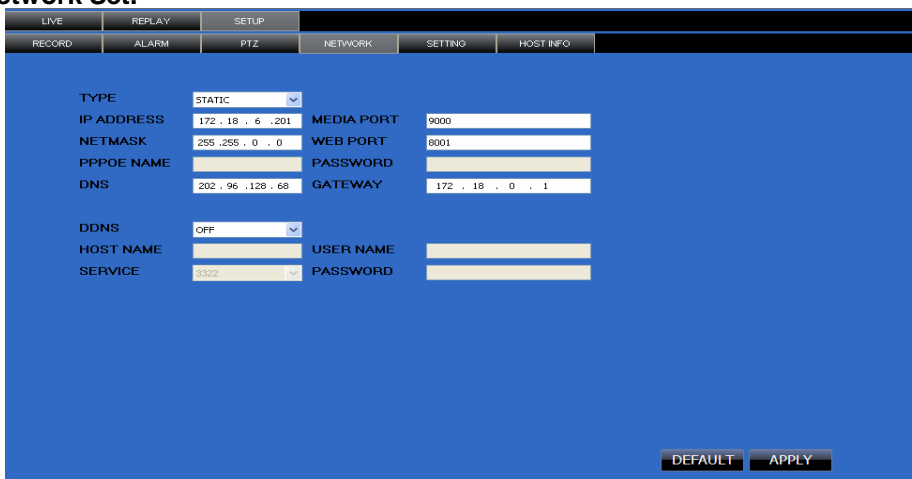 etwork Set:
LIVE REPLAY SETUP
RECORD ALARM PTZ NETWORK SETTING HOST INFO
TYPE STATIC
IP ADDRESS 172 . 18 . 6 .201 MEDIA PORT 9000
NETMASK 255 .255 . 0 . 0 WEB PORT 8001
PPPOE NAME PASSWORD
DNS 202 . 96 .128 . 68 GATEWAY 172 . 18 . 0 . 1
DDNS OFF
HOST NAME USER NAME
SERVICE 3322 PASSWORD
DEFAULT APPLY